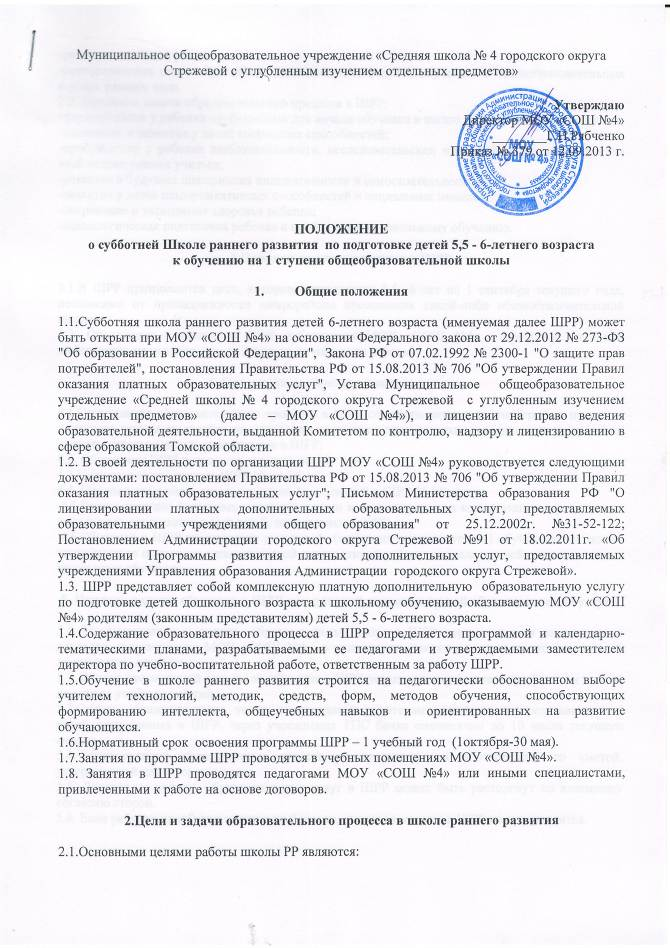 Муниципальное общеобразовательное учреждение «Средняя школа № 4 городского округа
Стрежевой с углубленным изучением отдельных предметов»
Утверждаю
Директор МОУ «СОШ №4»
Г.П.Рябченко
Приказ № 679 от 12.09.2013 г.
МОУ
«СОШ № 4»
ПОЛОЖЕНИЕ
о субботней Школе раннего развития по подготовке детей 5,5 - 6-летнего возраста
к обучению на 1 ступени общеобразовательной школы
1. Общие положения
1.1.Субботняя школа раннего развития детей 6-летнего возраста (именуемая далее ШРР) может
быть открыта при МОУ «СОШ №4» на основании Федерального закона от 29.12.2012 № 273-ФЗ
"Об образовании в Российской Федерации", Закона РФ от 07.02.1992 № 2300-1 "О защите прав
потребителей", постановления Правительства РФ от 15.08.2013 № 706 "Об утверждении Правил
оказания платных образовательных услуг", Устава Муниципальное общеобразовательное
учреждение «Средней школы № 4 городского округа Стрежевой с углубленным изучением
отдельных предметов» (далее – МОУ «СОШ №4»), и лицензии на право ведения
образовательной деятельности, выданной Комитетом по контролю, надзору и лицензированию в
сфере образования Томской области.
1.2. В своей деятельности по организации ШРР МОУ «СОШ №4» руководствуется следующими
документами: постановлением Правительства РФ от 15.08.2013 № 706 "Об утверждении Правил
оказания платных образовательных услуг"; Письмом Министерства образования РФ "О
лицензировании платных дополнительных образовательных услуг, предоставляемых
образовательными учреждениями общего образования" от 25.12.2002г. №31-52-122;
Постановлением Администрации городского округа Стрежевой №91 от 18.02.2011г. «Об
утверждении Программы развития платных дополнительных услуг, предоставляемых
учреждениями Управления образования Администрации городского округа Стрежевой».
1.3. ШРР представляет собой комплексную платную дополнительную образовательную услугу
по подготовке детей дошкольного возраста к школьному обучению, оказываемую МОУ «СОШ
№4» родителям (законным представителям) детей 5,5 - 6-летнего возраста.
1.4.Содержание образовательного процесса в ШРР определяется программой и календарно-
тематическими планами, разрабатываемыми ее педагогами и утверждаемыми заместителем
директора по учебно-воспитательной работе, ответственным за работу ШРР.
1.5.Обучение в школе раннего развития строится на педагогически обоснованном выборе
учителем технологий, методик, средств, форм, методов обучения, способствующих
формированию интеллекта, общеучебных навыков и ориентированных на развитие
обучающихся.
1.6.Нормативный срок освоения программы ШРР – 1 учебный год (1октября-30 мая).
1.7.Занятия по программе ШРР проводятся в учебных помещениях МОУ «СОШ №4».
1.8. Занятия в ШРР проводятся педагогами МОУ «СОШ №4» или иными специалистами,
привлеченными к работе на основе договоров.
2.Цели и задачи образовательного процесса в школе раннего развития
2.1.Основными целями работы школы РР являются: